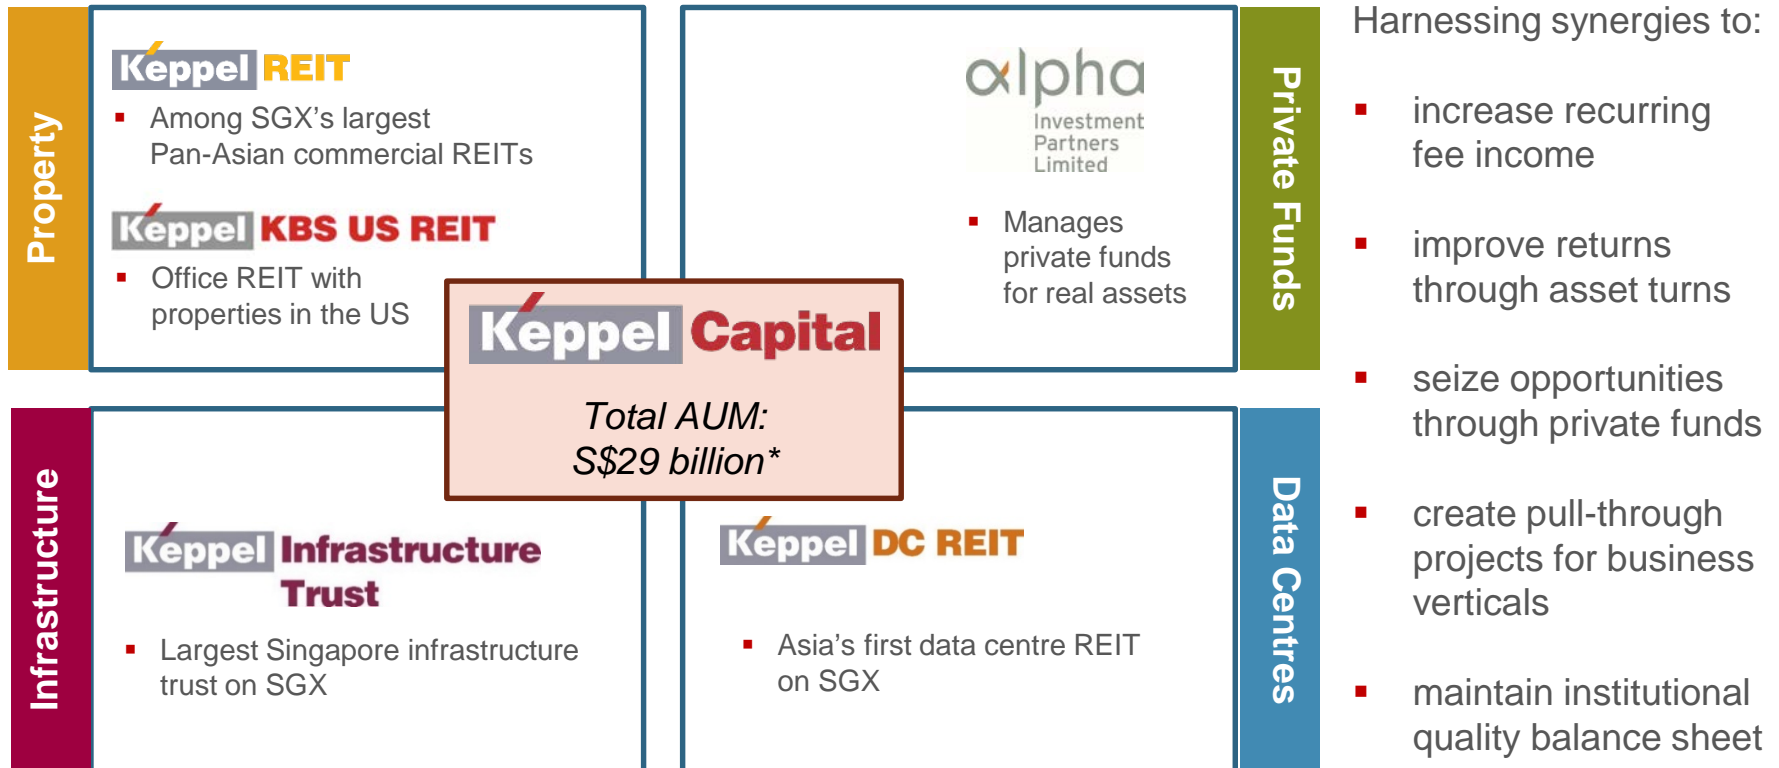 Property
Keppel REIT
▪ Among SGX's largest
Pan-Asian commercial REITs
Keppel KBS US REIT
▪ Office REIT with
properties in the US
alpha
Investment
Partners
Limited
▪ Manages
private funds
for real assets
Private Funds
Keppel Capital
Total AUM:
S$29 billion*
Infrastructure
Keppel Infrastructure
Trust
▪ Largest Singapore infrastructure
trust on SGX
Keppel DC REIT
▪ Asia's first data centre REIT
on SGX
Data Centres
Harnessing synergies to:
▪ increase recurring
fee income
▪ improve returns
through asset turns
▪ seize opportunities
through private funds
▪ create pull-through
projects for business
verticals
▪ maintain institutional
quality balance sheet